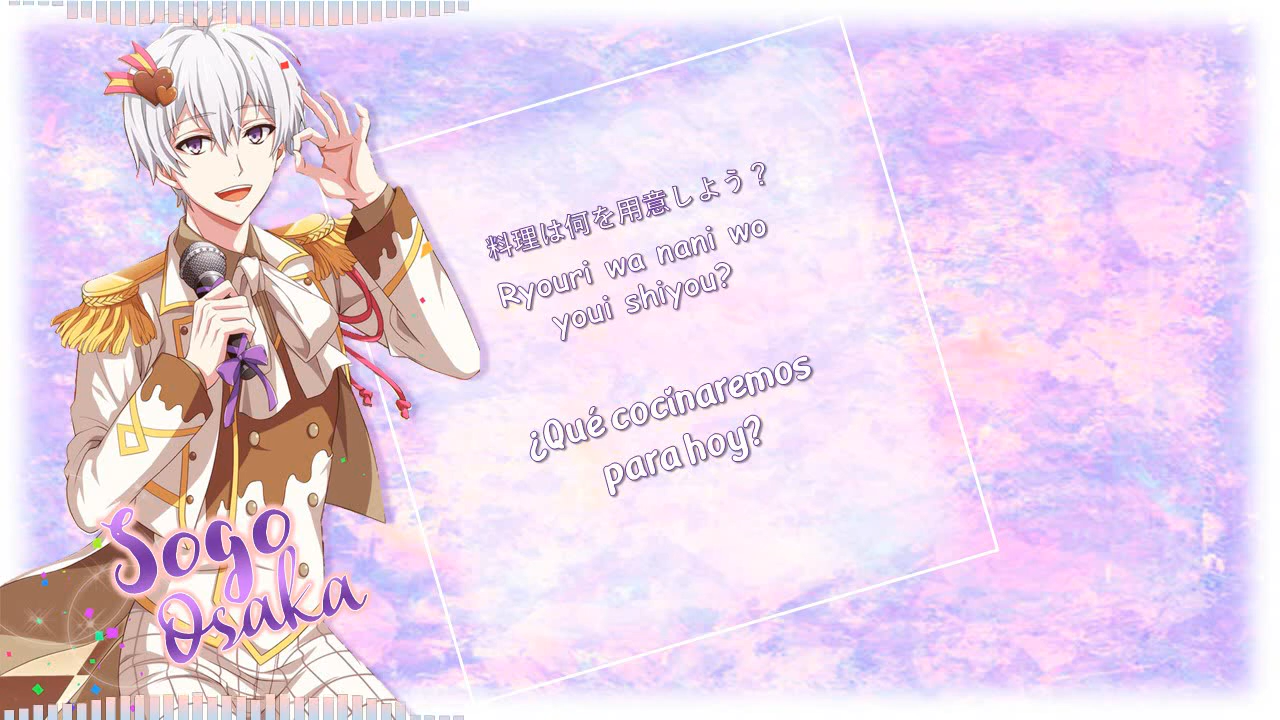 料理は何を用意しよう？
Ryouri wa nani wo
youi shiyou?
¿Qué cocinaremos
para hoy?
Sogo
Osaka